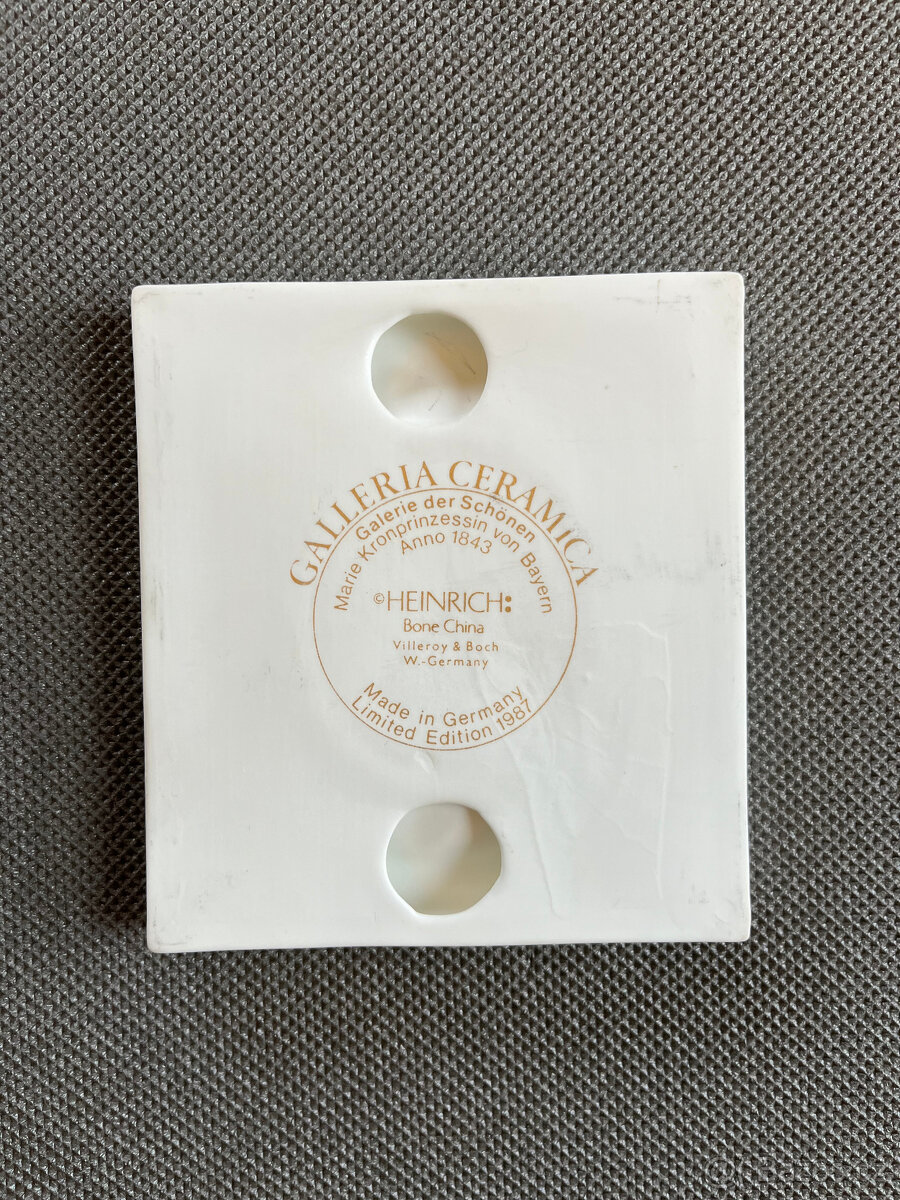 GALLERIA CERAMICA
Galerie der Schönen
Marie Kronprinzessin von Bayern
Anno 1843
©HEINRICH:
Bone China
Villeroy & Boch
W.-Germany
Made in Germany
Limited Edition 1987